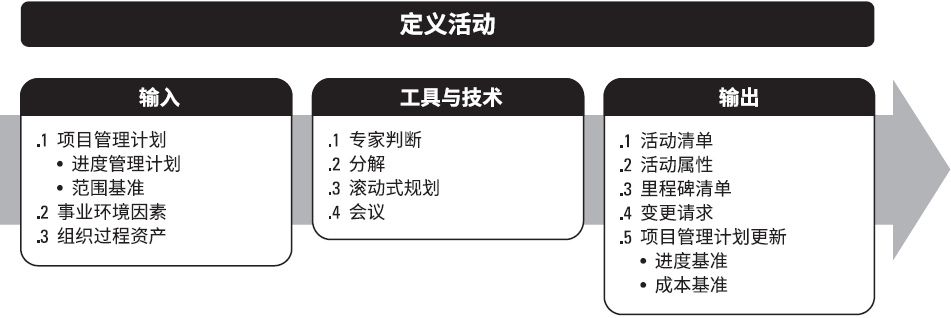 定义活动
输入
.1 项目管理计划
• 进度管理计划
• 范围基准
.2 事业环境因素
.3 组织过程资产
工具与技术
.1 专家判断
.2 分解
.3 滚动式规划
.4 会议
输出
.1 活动清单
.2 活动属性
.3 里程碑清单
.4 变更请求
.5 项目管理计划更新
• 进度基准
• 成本基准